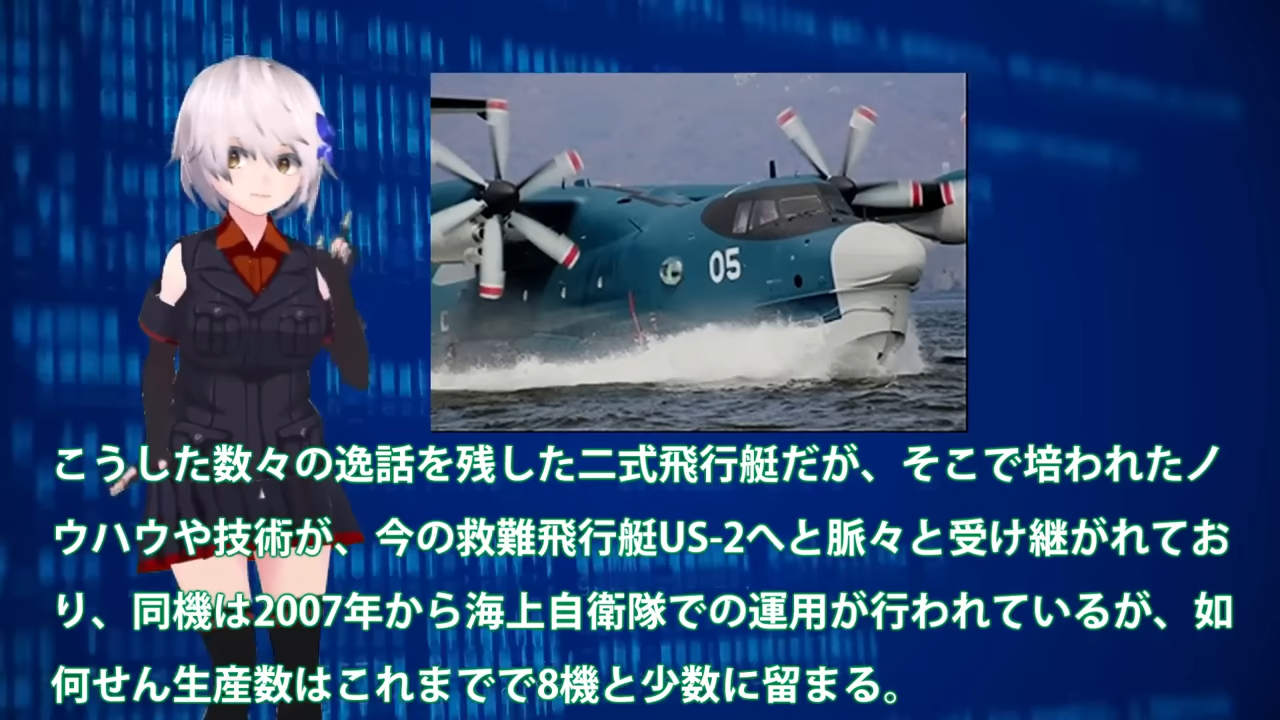 05
こうした数々の逸話を残した二式飛行艇だが、そこで培われたノ
ウハウや技術が、今の救難飛行艇US-2へと脈々と受け継がれてお
り、同機は2007年から海上自衛隊での運用が行われているが、如
何せん生産数はこれまでで8機と少数に留まる。